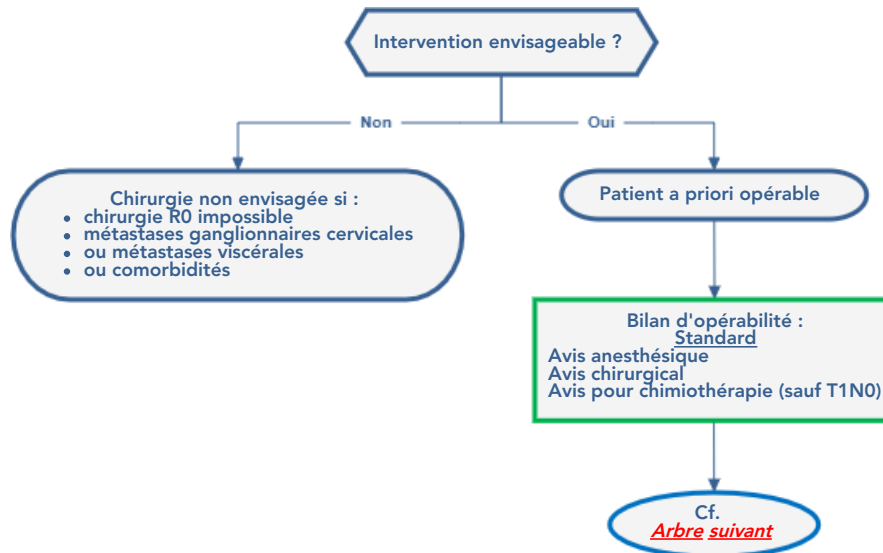 Intervention envisageable ?
Non
Oui
Chirurgie non envisagée si :
• chirurgie R0 impossible
• métastases ganglionnaires cervicales
• ou métastases viscérales
• ou comorbidités
Patient a priori opérable
Bilan d'opérabilité :
Standard
Avis anesthésique
Avis chirurgical
Avis pour chimiothérapie (sauf T1N0)
Cf.
Arbre suivant